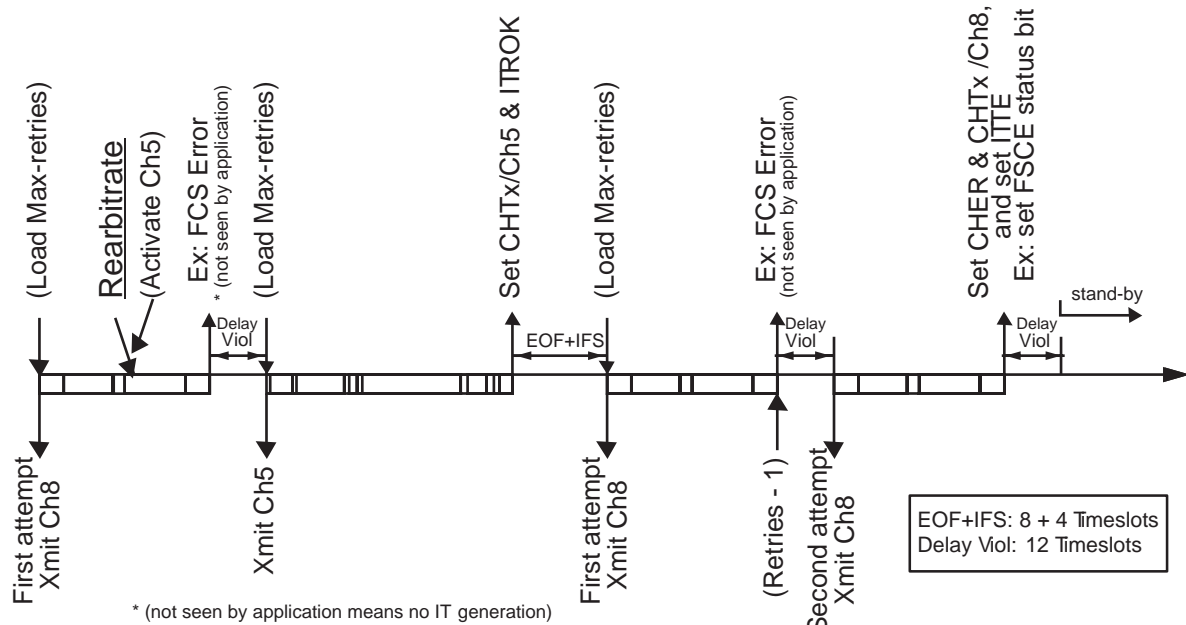 (Load Max-retries)
Rearbitrate
(Activate Ch5)
Ex: FCS Error
* (not seen by application)
(Load Max-retries)
Set CHTx/Ch5 & ITROK
(Load Max-retries)
Ex: FCS Error
(not seen by application)
Set CHER & CHTx /Ch8,
and set ITTE
Ex: set FSCE status bit
stand-by
Delay
Viol
EOF+IFS
Delay
Viol
Delay
Viol
First attempt
Xmit Ch8
Xmit Ch5
First attempt
Xmit Ch8
(Retries - 1)
Second attempt
Xmit Ch8
EOF+IFS: 8 + 4 Timeslots
Delay Viol: 12 Timeslots
* (not seen by application means no IT generation)